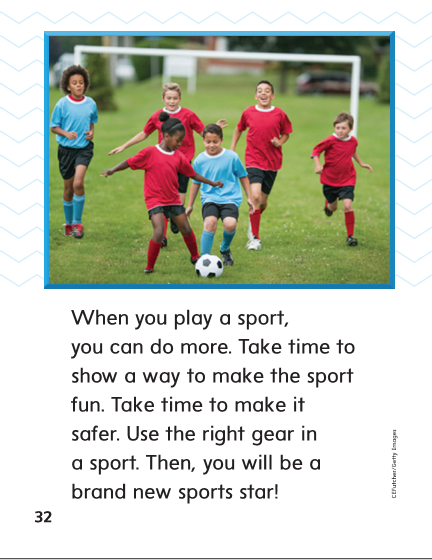 When you play a sport,
you can do more. Take time to
show a way to make the sport
fun. Take time to make it
safer. Use the right gear in
a sport. Then, you will be a
brand new sports star!
32
CEFutcher/Getty Images